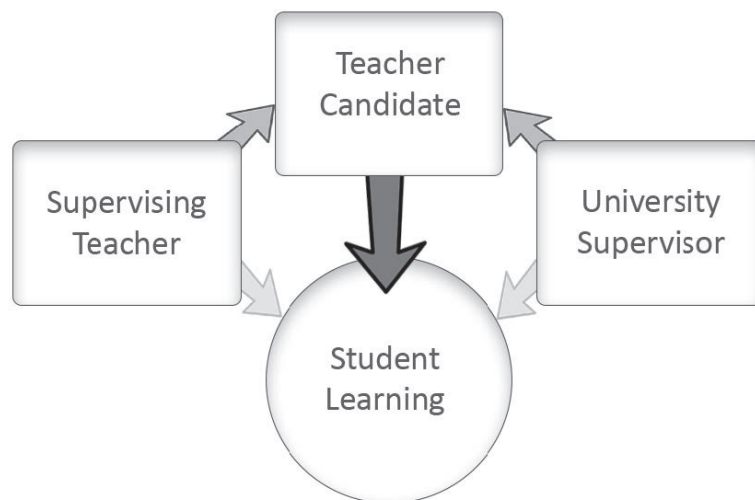 Teacher
Candidate
Supervising
Teacher
University
Supervisor
Student
Learning